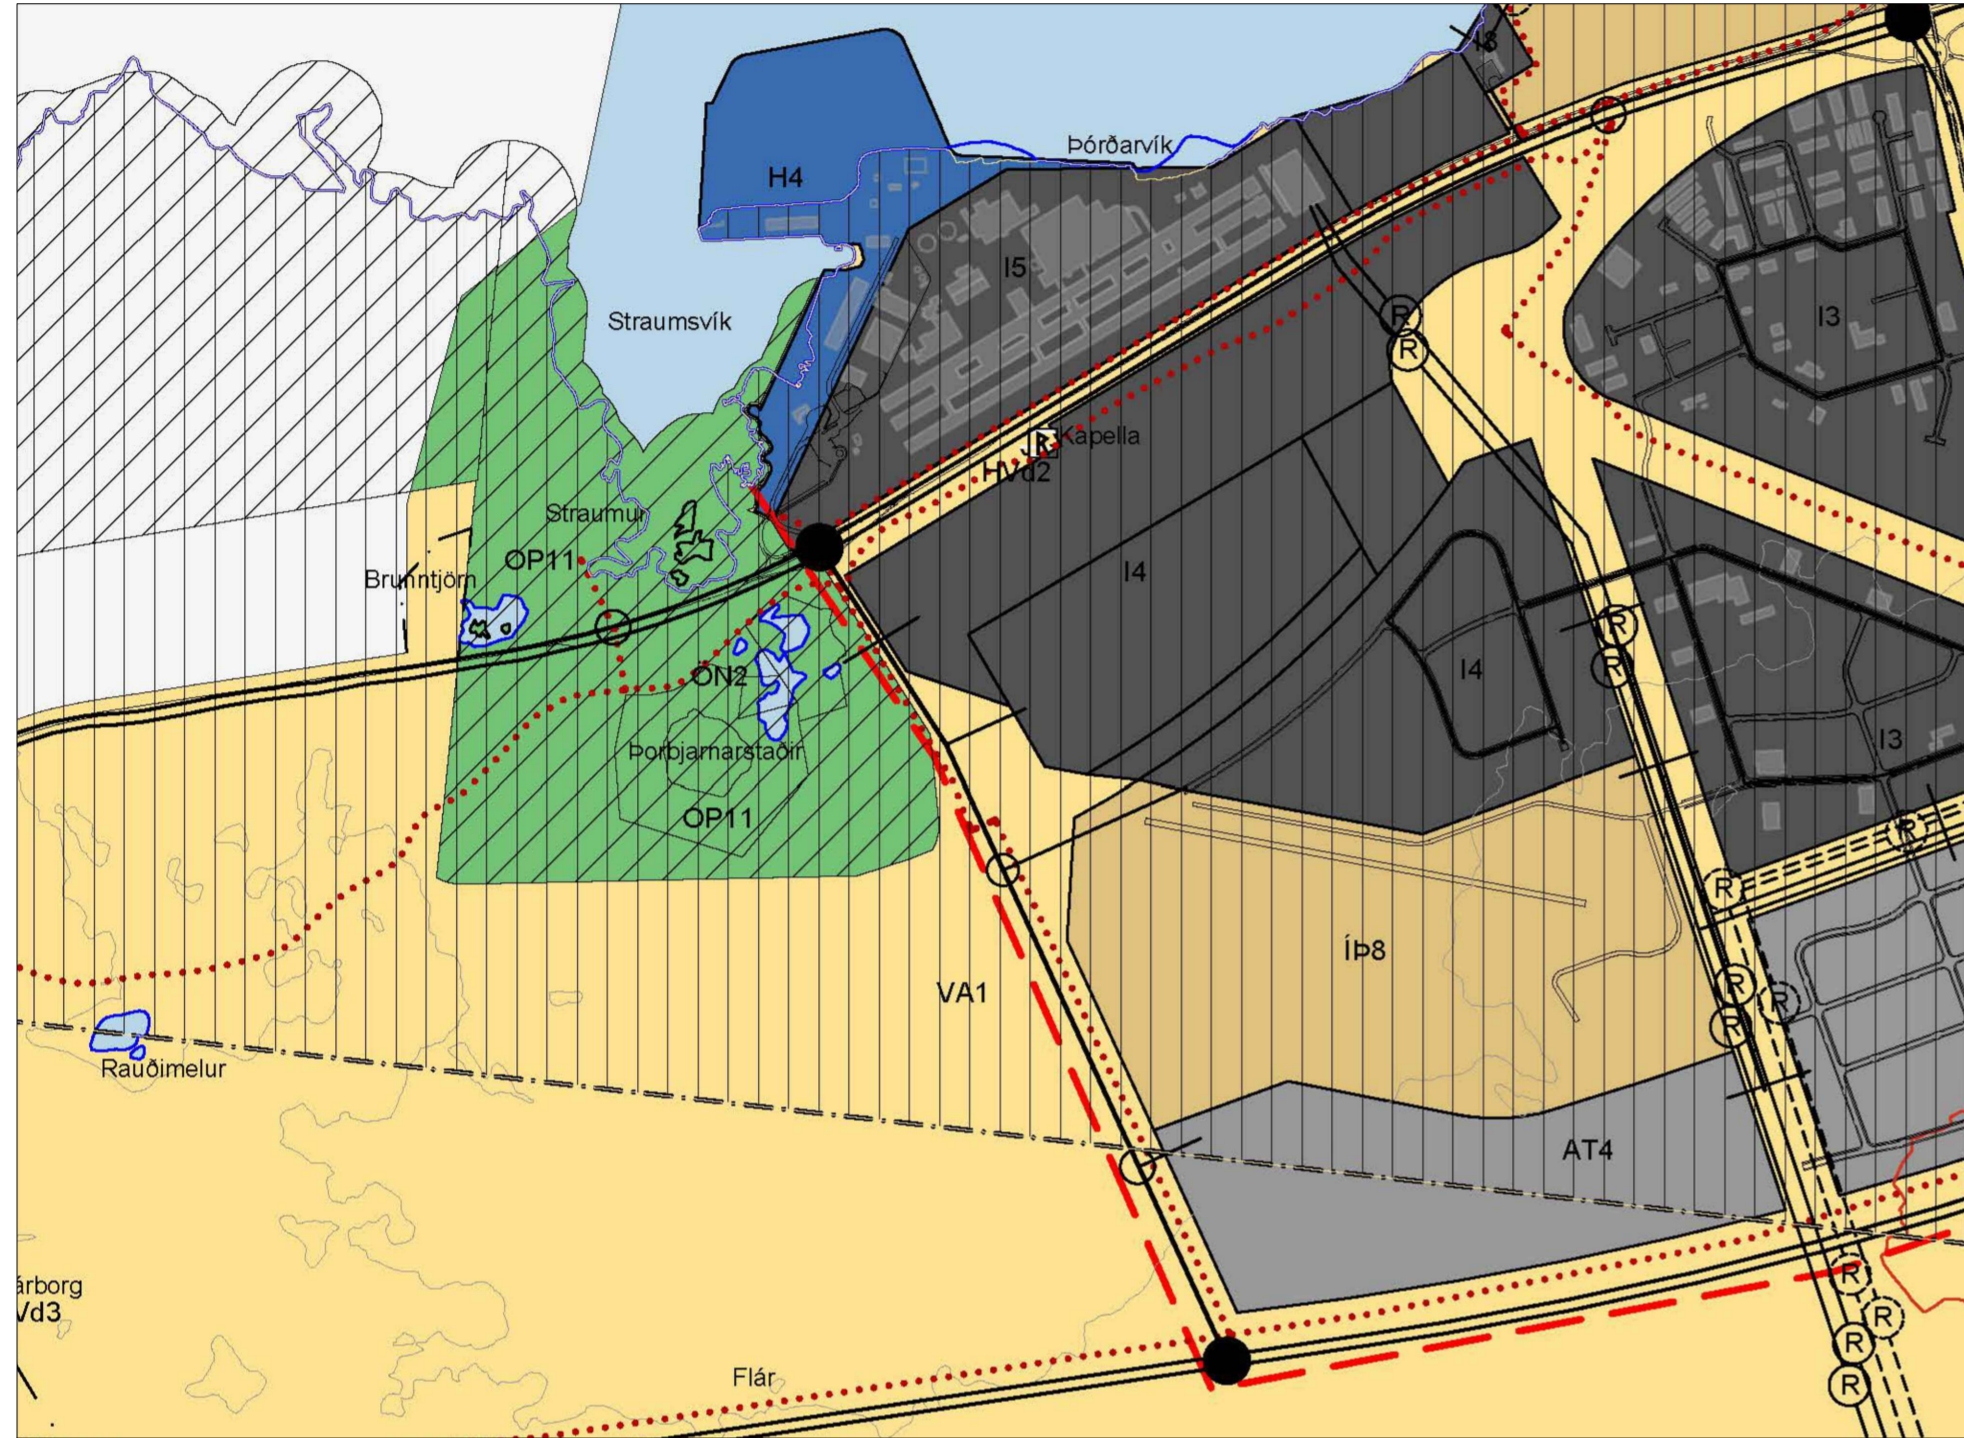 I3
Þórðarvík
H4
I5
Straumsvík
I3
R
R
R
Kapella
HVd2
Straumur
OP11
I4
Brunntjörn
R
R
I4
ON2
I3
Þorbjarnarstaðir
OP11
R
R
ÍÞ8
VA1
R
R
R
Rauðimelur
AT4
R
árborg
Vd3
R
R
Flár
R